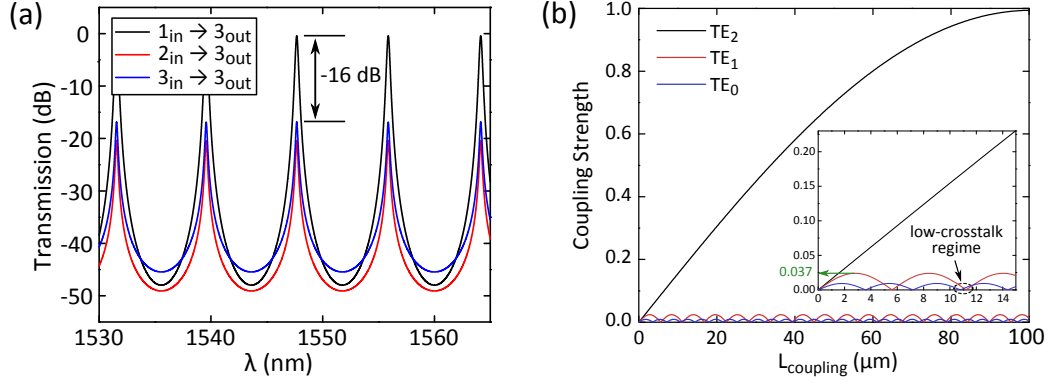 (a)
1in → 3out
2in → 3out
3in → 3out
-16 dB
0
-10
-20
-30
-40
-50
Transmission (dB)
1530
1540
1550
1560
λ (nm)
(b)
TE2
TE1
TE0
1.0
0.8
0.6
0.4
0.2
0.0
Coupling Strength
0.20
0.15
0.10
0.05
0.037
0.00
low-crosstalk
regime
0 2 4 6 8 10 12 14
0 20 40 60 80 100
Lcoupling (μm)